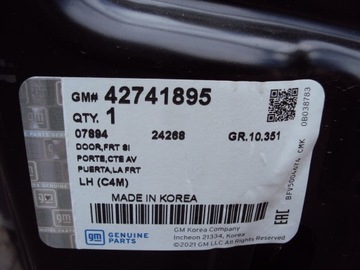 GM# 42741895
QTY. 1
07894 24268 GR.10.351
DOOR,FRT SI
PORTE,CTE AV
PUERTA,LA FRT
LH (C4M)
MADE IN KOREA
gm GENUINE PARTS
GM Korea Company
Incheon 21334, Korea
©2021 GM LLC All Rights Reserved.
EAC
0B038783